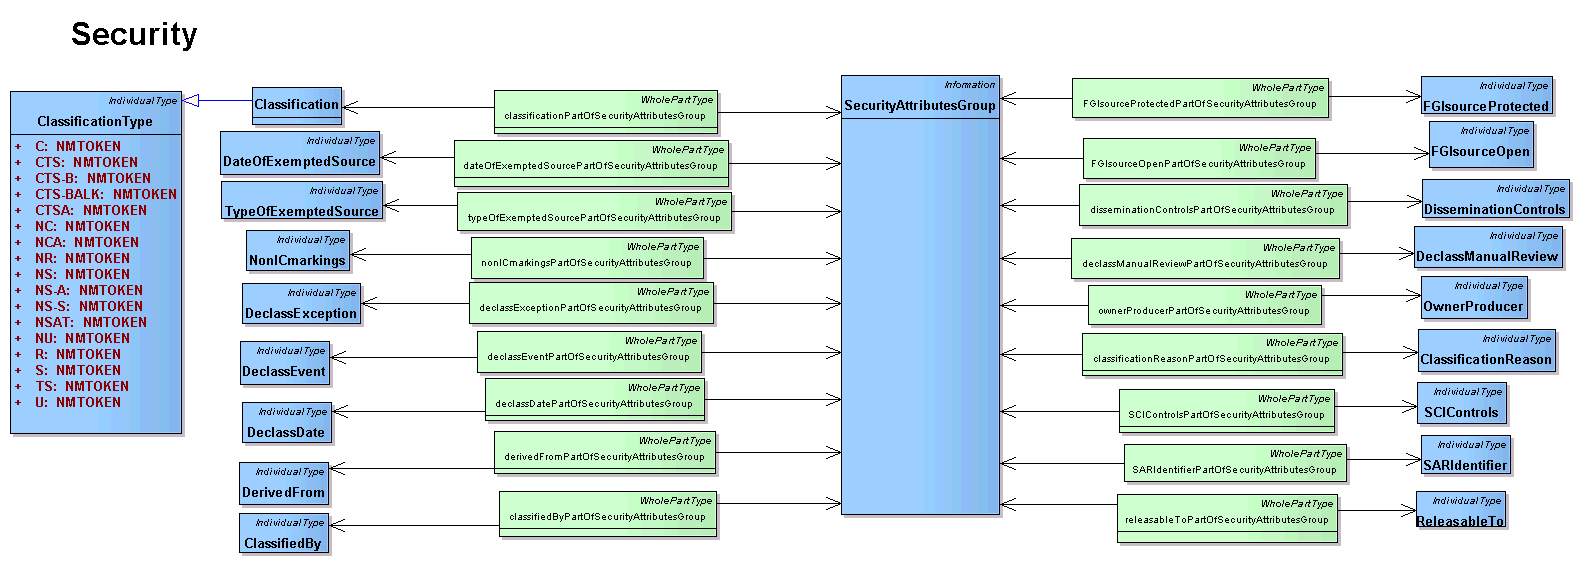 Security
IndividualType
ClassificationType
+ C: NMTOKEN
+ CTS: NMTOKEN
+ CTS-B: NMTOKEN
+ CTS-BALK: NMTOKEN
+ CTSA: NMTOKEN
+ NC: NMTOKEN
+ NCA: NMTOKEN
+ NR: NMTOKEN
+ NS: NMTOKEN
+ NS-A: NMTOKEN
+ NS-S: NMTOKEN
+ NSAT: NMTOKEN
+ NU: NMTOKEN
+ R: NMTOKEN
+ S: NMTOKEN
+ TS: NMTOKEN
+ U: NMTOKEN
Classification
IndividualType
DateOfExemptedSource
IndividualType
TypeOfExemptedSource
IndividualType
NonICmarkings
IndividualType
DeclassException
IndividualType
DeclassEvent
IndividualType
DeclassDate
IndividualType
DerivedFrom
IndividualType
ClassifiedBy
WholePartType
classificationPartOfSecurityAttributesGroup
WholePartType
dateOfExemptedSourcePartOfSecurityAttributesGroup
WholePartType
typeOfExemptedSourcePartOfSecurityAttributesGroup
WholePartType
nonICmarkingsPartOfSecurityAttributesGroup
WholePartType
declassExceptionPartOfSecurityAttributesGroup
WholePartType
declassEventPartOfSecurityAttributesGroup
WholePartType
declassDatePartOfSecurityAttributesGroup
WholePartType
derivedFromPartOfSecurityAttributesGroup
WholePartType
classifiedByPartOfSecurityAttributesGroup
Information
SecurityAttributesGroup
WholePartType
FGIsourceProtectedPartOfSecurityAttributesGroup
WholePartType
FGIsourceOpenPartOfSecurityAttributesGroup
WholePartType
disseminationControlsPartOfSecurityAttributesGroup
WholePartType
declassManualReviewPartOfSecurityAttributesGroup
WholePartType
ownerProducerPartOfSecurityAttributesGroup
WholePartType
classificationReasonPartOfSecurityAttributesGroup
WholePartType
SCIControlsPartOfSecurityAttributesGroup
WholePartType
SARIdentifierPartOfSecurityAttributesGroup
WholePartType
releasableToPartOfSecurityAttributesGroup
IndividualType
FGIsourceProtected
IndividualType
FGIsourceOpen
IndividualType
DisseminationControls
IndividualType
DeclassManualReview
IndividualType
OwnerProducer
IndividualType
ClassificationReason
IndividualType
SCIControls
IndividualType
SARIdentifier
IndividualType
ReleasableTo